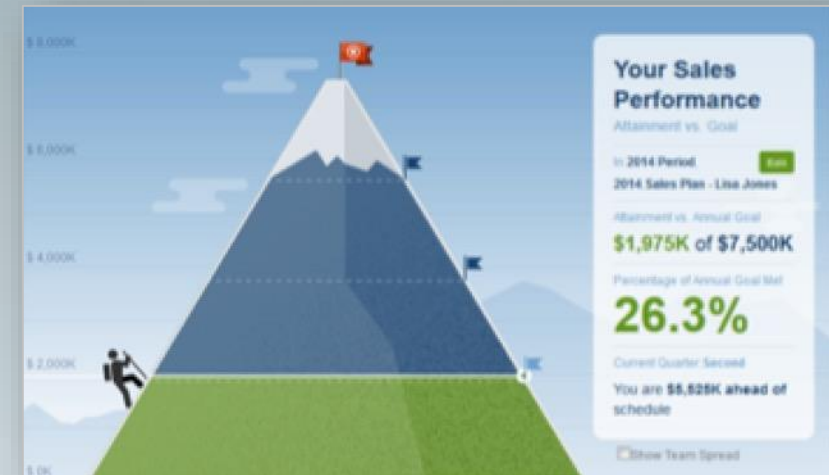 $ 8,000K
$ 6,000K
$ 4,000K
$ 2,000K
$ 0K
Your Sales
Performance
Attainment vs. Goal
in 2014 Period
Edit
2014 Sales Plan - Lisa Jones
Attainment vs. Annual Goal
$1,975K of $7,500K
Percentage of Annual Goal Met
26.3%
Current Quarter Second
You are $5,525K ahead of
schedule
Show Team Spread